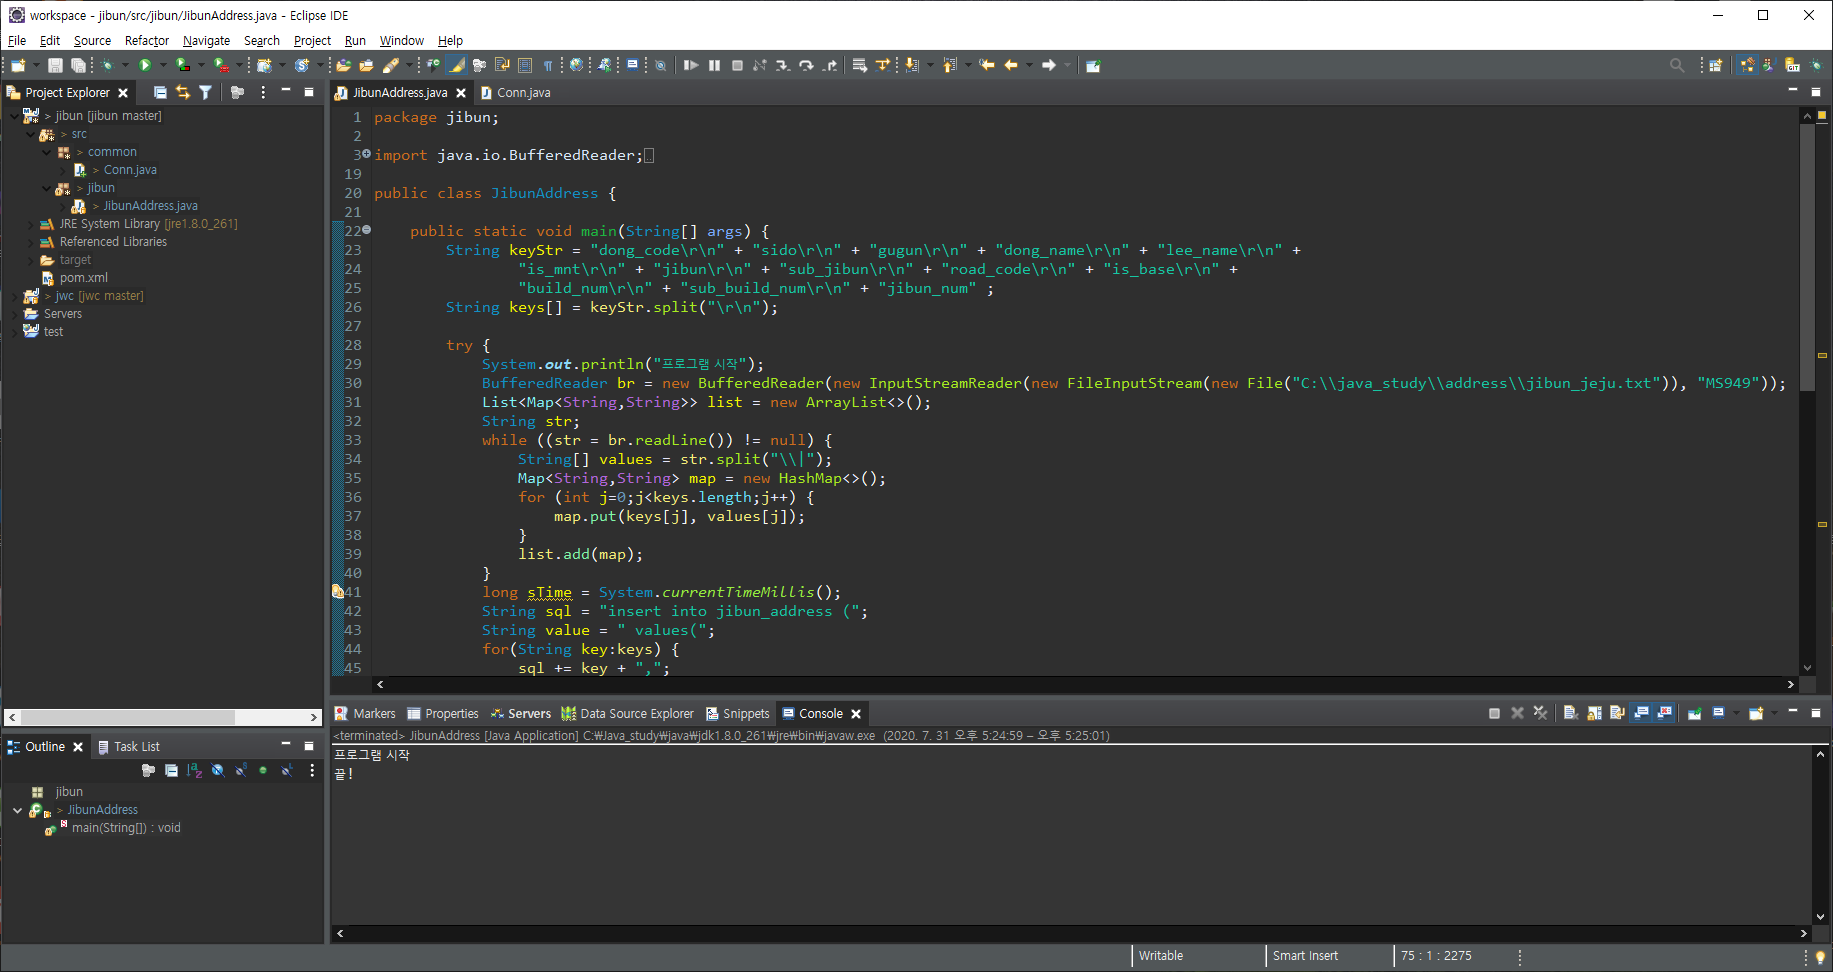 workspace - jibun/src/jibun/JibunAddress.java - Eclipse IDE
File Edit Source Refactor Navigate Search Project Run Window Help
Project Explorer
> jibun [jibun master]
> src
> common
> Conn.java
> jibun
> JibunAddress.java
JRE System Library [jre1.8.0_261]
Referenced Libraries
target
pom.xml
> jwc [jwc master]
Servers
test
JibunAddress.java Conn.java
1 package jibun;
2
3 import java.io.BufferedReader;
19
20 public class JibunAddress {
21
22 public static void main(String[] args) {
23 String keyStr = "dong_code\r\n" + "sido\r\n" + "gugun\r\n" + "dong_name\r\n" + "lee_name\r\n" +
24 "is_mnt\r\n" + "jibun\r\n" + "sub_jibun\r\n" + "road_code\r\n" + "is_base\r\n" +
25 "build_num\r\n" + "sub_build_num\r\n" + "jibun_num" ;
26 String keys[] = keyStr.split("\r\n");
27
28 try {
29 System.out.println("프로그램 시작");
30 BufferedReader br = new BufferedReader(new InputStreamReader(new FileInputStream(new File("C:\\java_study\\address\\jibun_jeju.txt")), "MS949"));
31 List<Map<String,String>> list = new ArrayList<>();
32 String str;
33 while ((str = br.readLine()) != null) {
34 String[] values = str.split("\\|");
35 Map<String,String> map = new HashMap<>();
36 for (int j=0;j<keys.length;j++) {
37 map.put(keys[j], values[j]);
38 }
39 list.add(map);
40 }
41 long sTime = System.currentTimeMillis();
42 String sql = "insert into jibun_address (";
43 String value = " values(";
44 for(String key:keys) {
45 sql += key + ",";
Outline Task List
jibun
> JibunAddress
main(String[]) : void
Markers Properties Servers Data Source Explorer Snippets Console
<terminated> JibunAddress [Java Application] C:₩Java_study₩java₩jdk1.8.0_261₩jre₩bin₩javaw.exe (2020. 7. 31 오후 5:24:59 – 오후 5:25:01)
프로그램 시작
끝!
Writable Smart Insert 75 : 1 : 2275